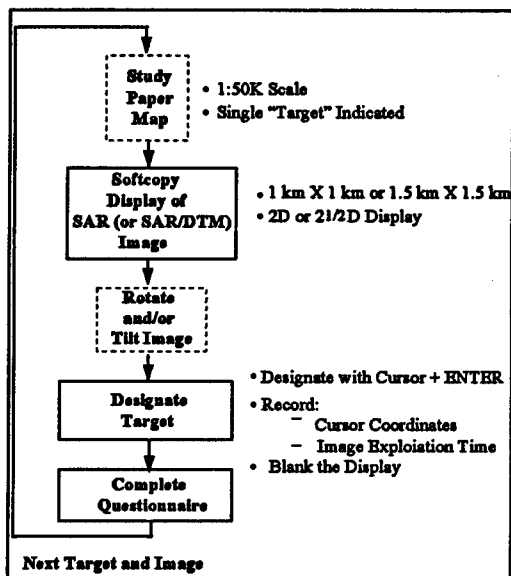 Study
Paper
Map
• 1:50K Scale
• Single "Target" Indicated
Softcopy
Display of
SAR (or SAR/DTM)
Image
• 1 km X 1 km or 1.5 km X 1.5 km
• 2D or 21/2D Display
Rotate
and/or
Tilt Image
Designate
Target
• Designate with Cursor + ENTER
• Record:
– Cursor Coordinates
– Image Exploiation Time
• Blank the Display
Complete
Questionnaire
Next Target and Image